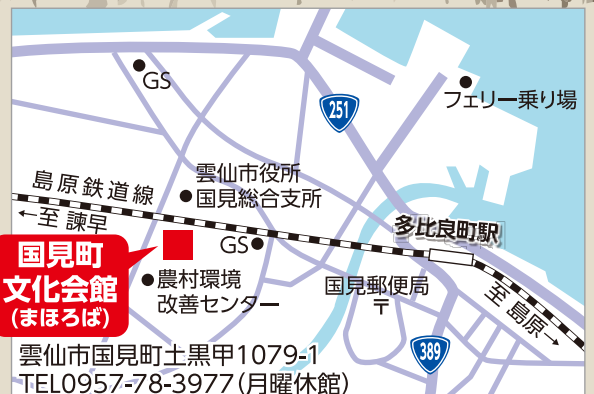 GS
251
フェリー乗り場
雲仙市役所
国見総合支所
島原鉄道線
←至 諫早
GS
多比良町駅
国見町
文化会館
(まほろば)
農村環境
改善センター
国見郵便局
〒
至 島原→
389
雲仙市国見町土黒甲1079-1
TEL0957-78-3977(月曜休館)